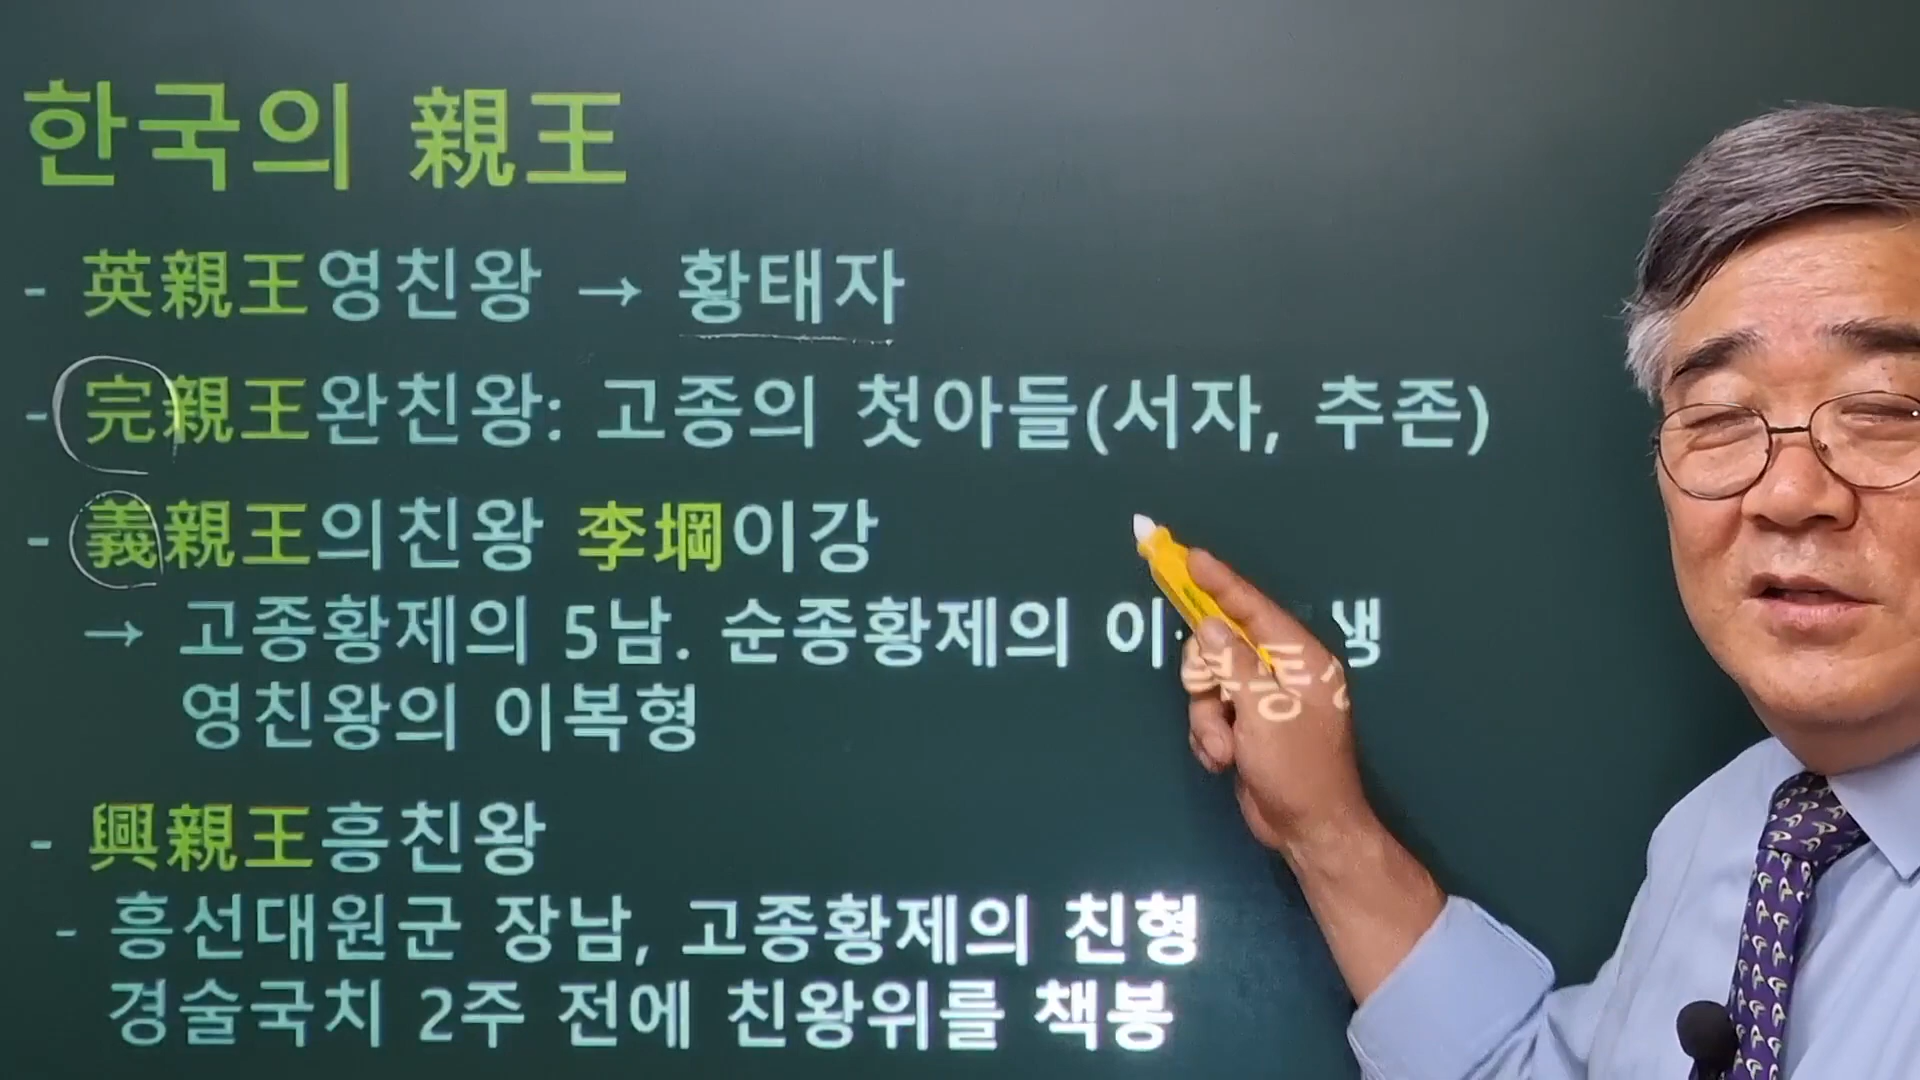 한국의 親王
- 英親王영친왕 → 황태자
- 完親王완친왕: 고종의 첫아들(서자, 추존)
- 義親王의친왕 李堈이강
→ 고종황제의 5남. 순종황제의 이복동생
영친왕의 이복형
- 興親王흥친왕
- 흥선대원군 장남, 고종황제의 친형
경술국치 2주 전에 친왕위를 책봉